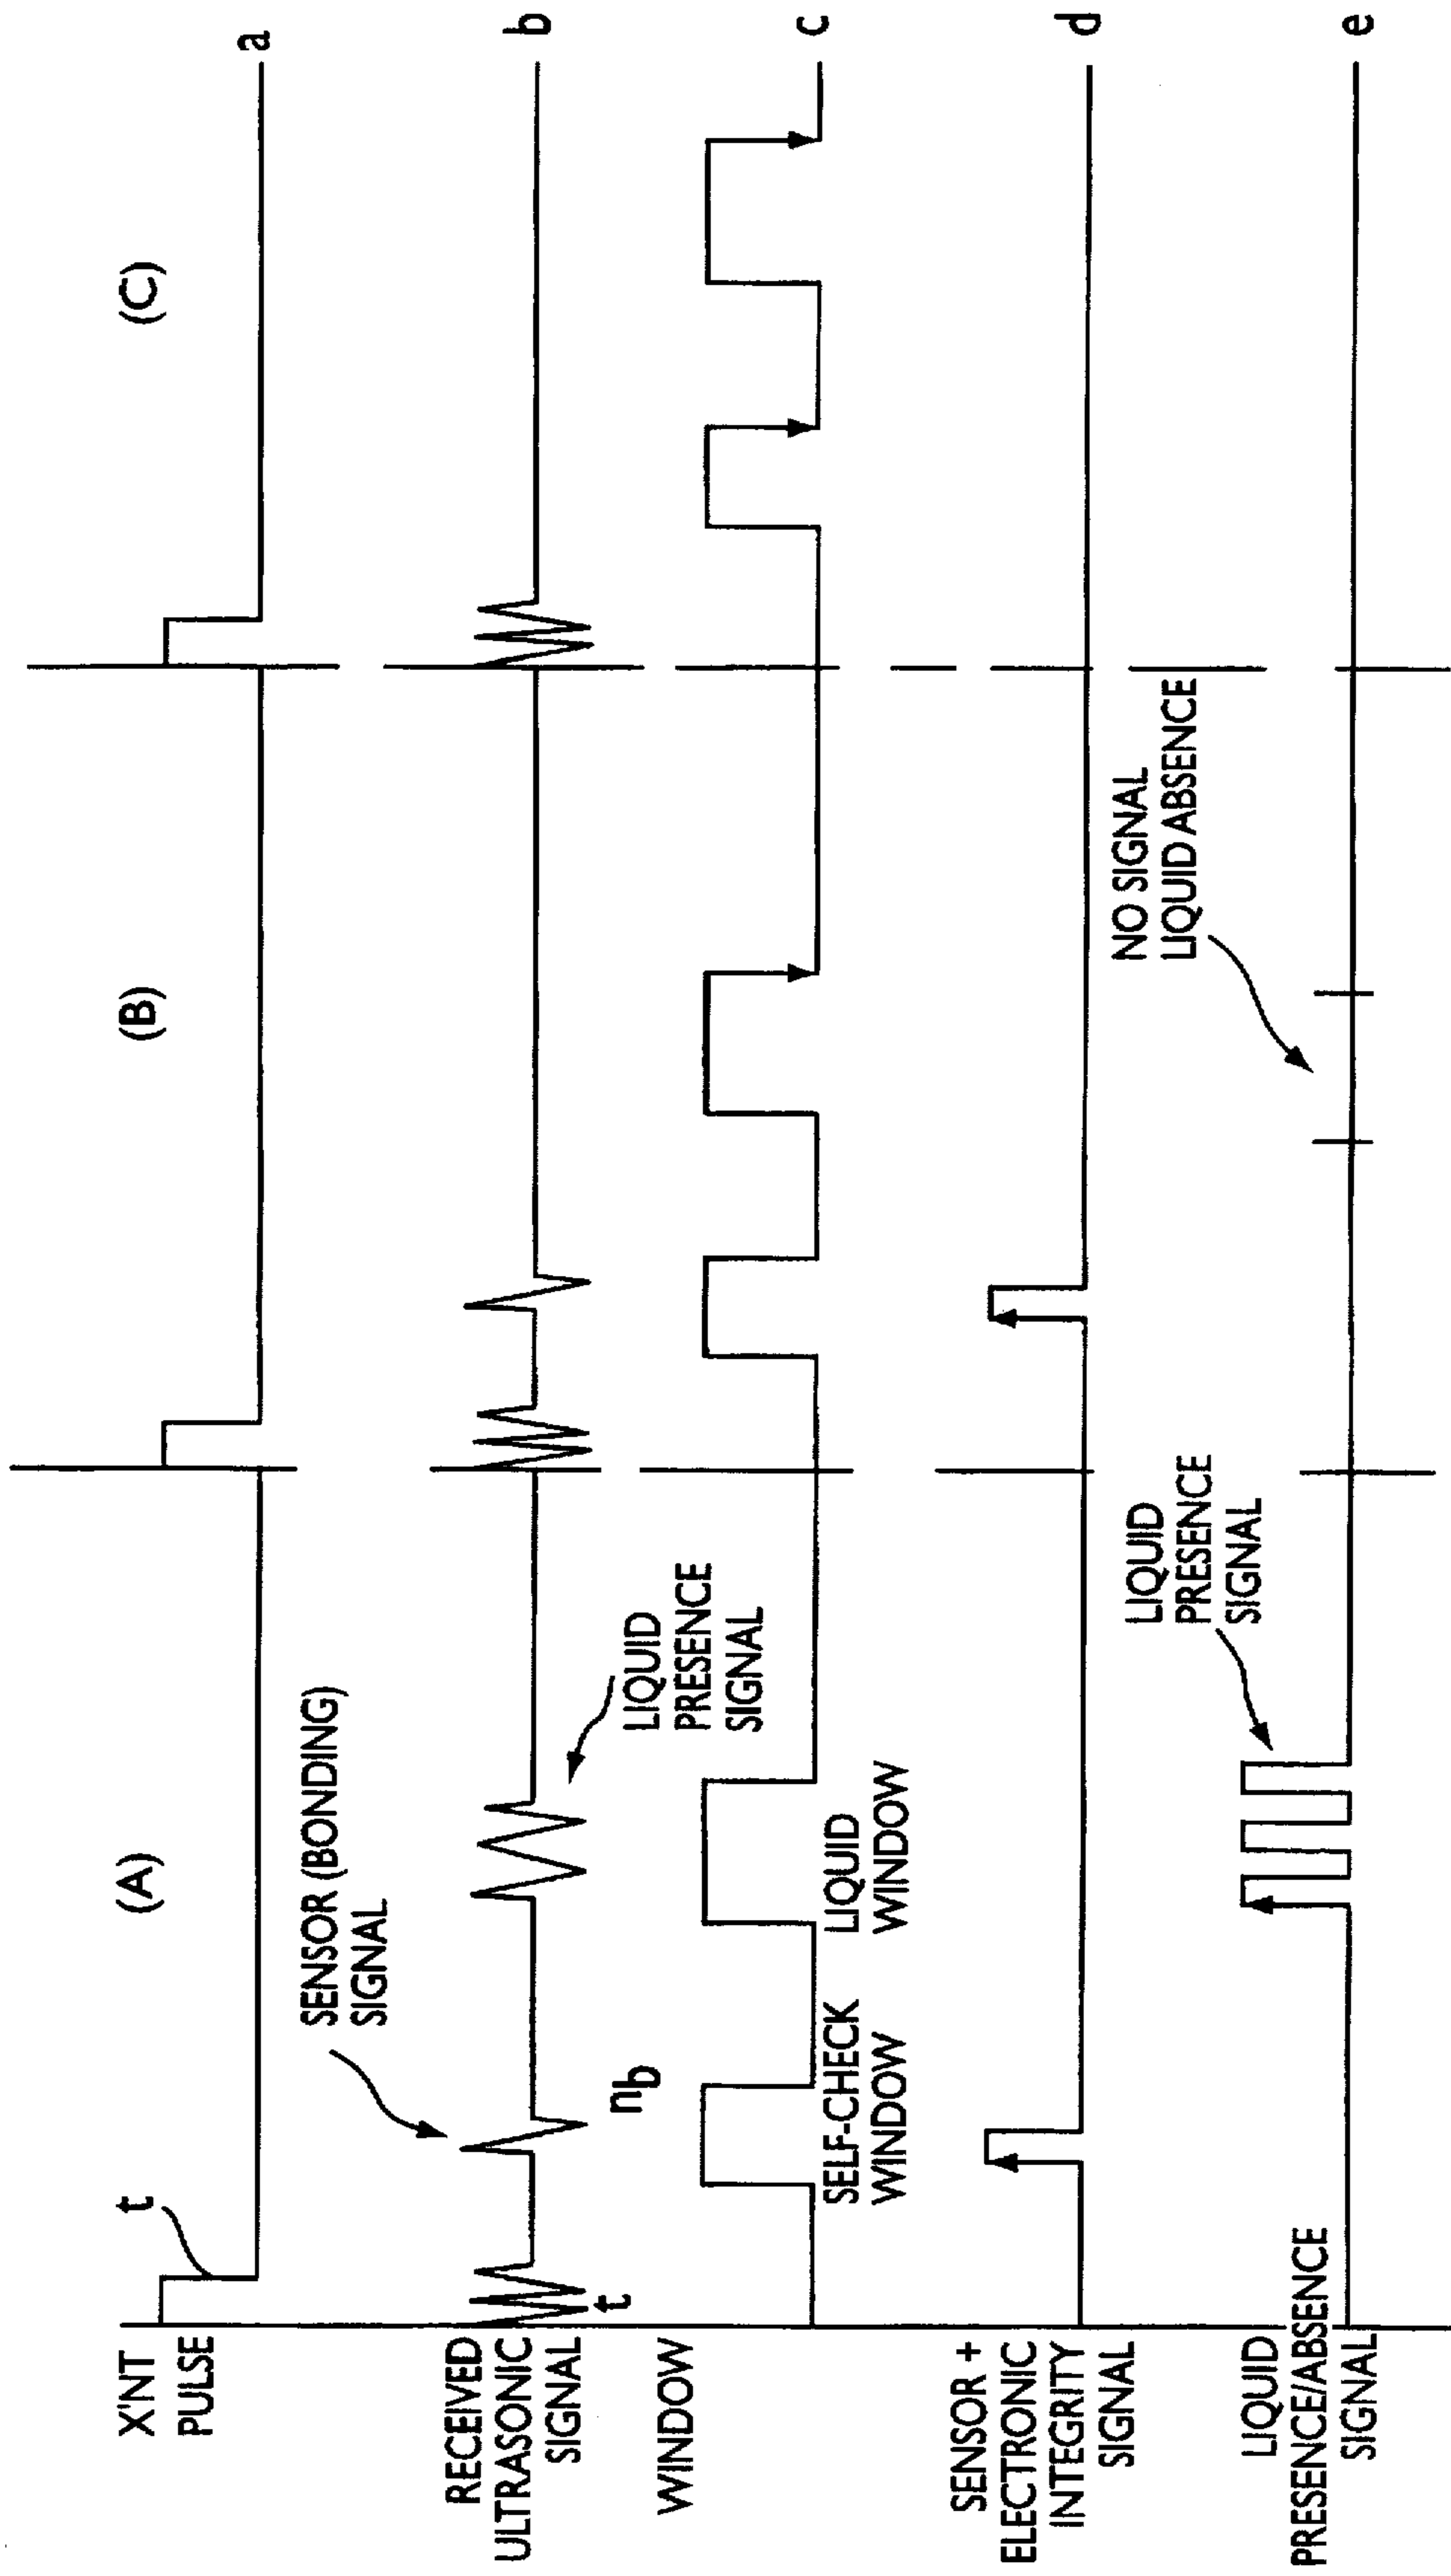 (A)
(B)
(C)
X'NT
PULSE
t
a
SENSOR (BONDING)
SIGNAL
RECEIVED
ULTRASONIC
SIGNAL
t
nb
LIQUID
PRESENCE
SIGNAL
b
WINDOW
SELF-CHECK
WINDOW
LIQUID
WINDOW
c
SENSOR +
ELECTRONIC
INTEGRITY
SIGNAL
d
LIQUID
PRESENCE
SIGNAL
NO SIGNAL
LIQUID ABSENCE
LIQUID
PRESENCE/ABSENCE
SIGNAL
e